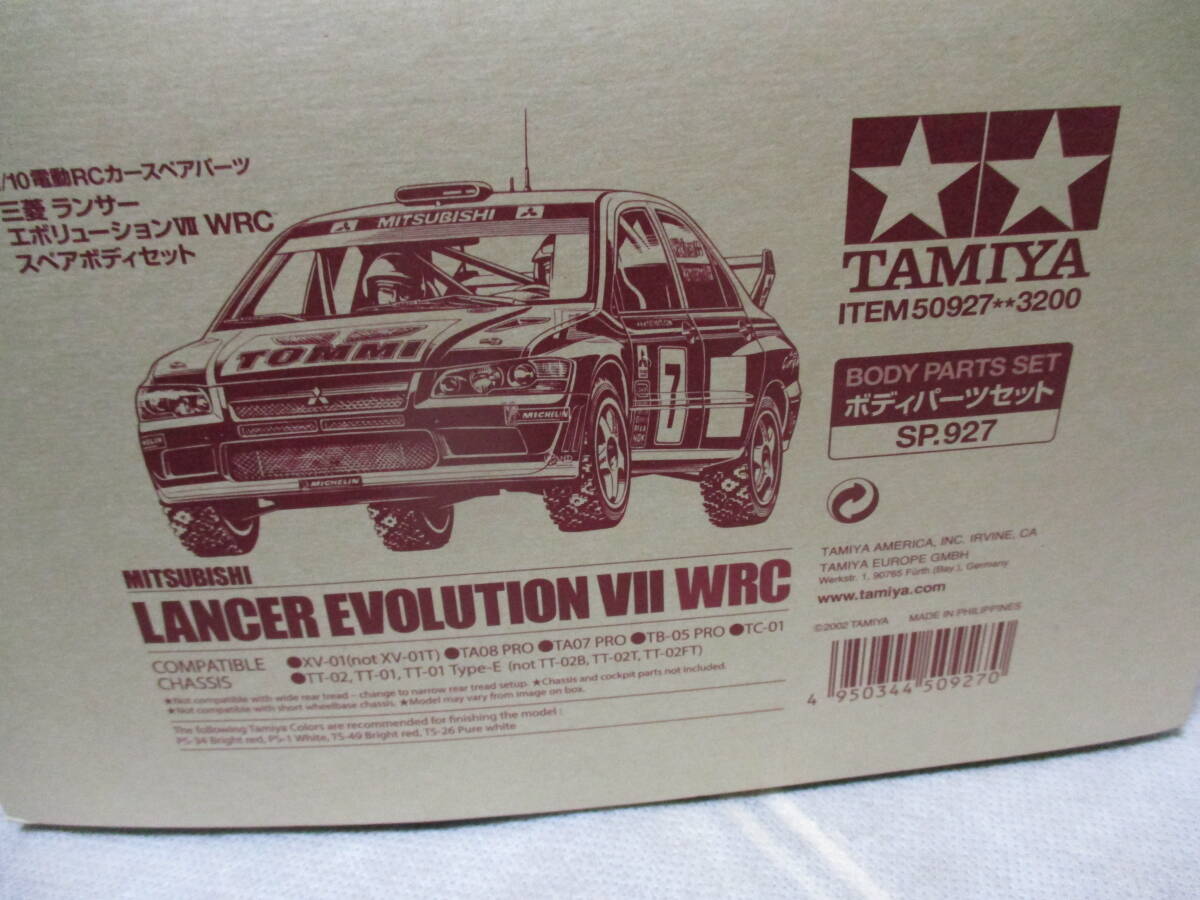 /10電動RCカースペアパーツ
三菱 ランサー
エボリューションⅦ WRC
スペアボディセット
MITSUBISHI
TOMMI
7
MICHELIN
MICHELIN
TAMIYA
ITEM 50927**3200
BODY PARTS SET
ボディパーツセット
SP.927
TAMIYA AMERICA, INC. IRVINE, CA
TAMIYA EUROPE GMBH
Werkstr. 1, 90765 Fürth (Bay.), Germany
www.tamiya.com
©2002 TAMIYA MADE IN PHILIPPINES
4 950344 509270
MITSUBISHI
LANCER EVOLUTION VII WRC
COMPATIBLE CHASSIS
●XV-01(not XV-01T) ●TA08 PRO ●TA07 PRO ●TB-05 PRO ●TC-01
●TT-02, TT-01, TT-01 Type-E (not TT-02B, TT-02T, TT-02FT)
★Not compatible with wide rear tread – change to narrow rear tread setup. ★Chassis and cockpit parts not included.
★Not compatible with short wheelbase chassis. ★Model may vary from image on box.
The following Tamiya Colors are recommended for finishing the model :
PS-34 Bright red, PS-1 White, TS-49 Bright red, TS-26 Pure white